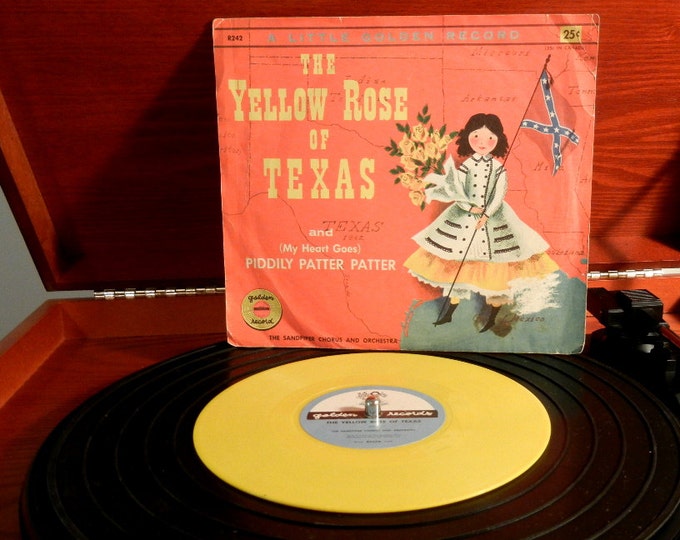 R242
A LITTLE GOLDEN RECORD
25¢
THE
YELLOW ROSE
OF
TEXAS
Arkansas
TEXAS
and
(My Heart Goes)
PIDDILY PATTER PATTER
golden
record
THE SANDPIPER CHORUS AND ORCHESTRA
golden records
THE YELLOW ROSE OF TEXAS